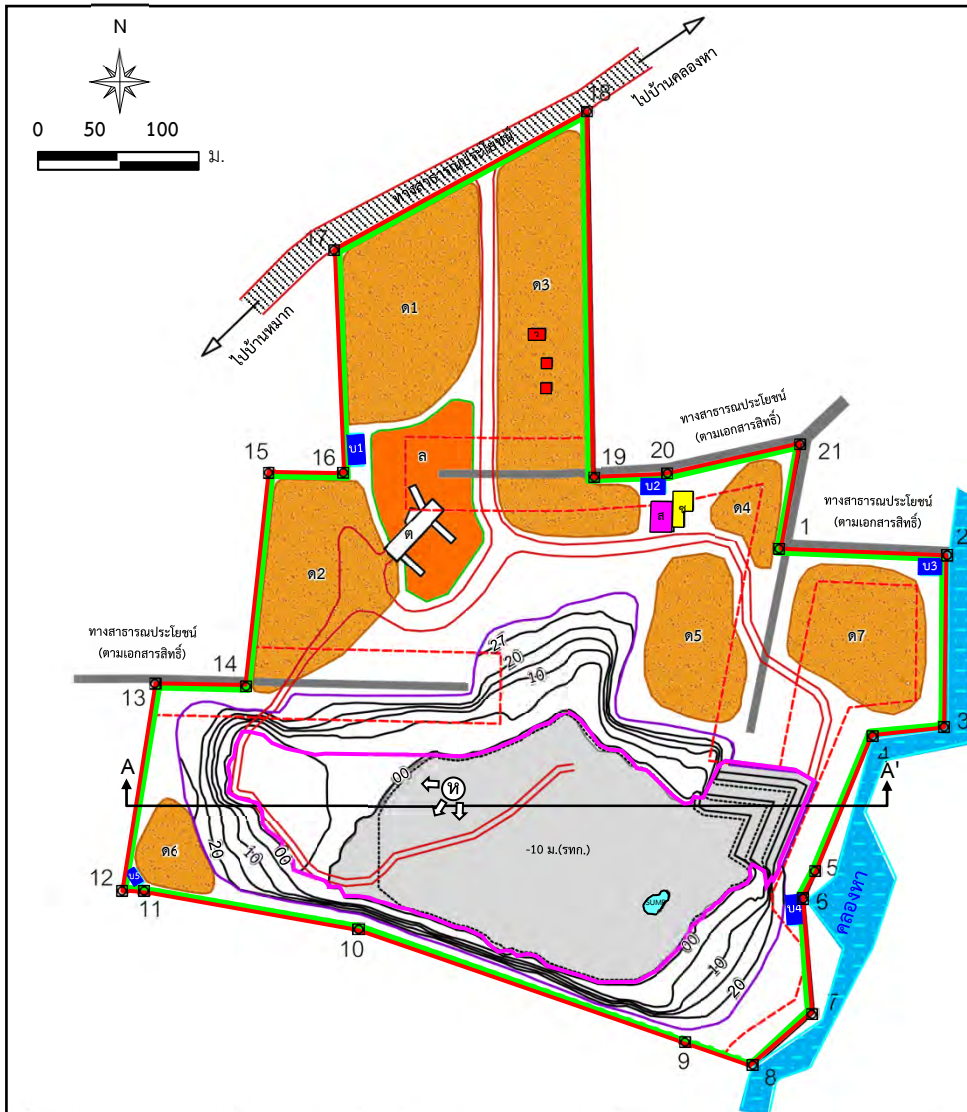 N
0 50 100
ม.
18
ไปบ้านคลองหา
ทางสาธารณประโยชน์
17
ไปบ้านหมาก
ด1
ด3
ว
ทางสาธารณประโยชน์
(ตามเอกสารสิทธิ์)
15
16
บ1
ล
19
20
21
บ2
ส
ช
ด4
ต
ทางสาธารณประโยชน์
(ตามเอกสารสิทธิ์)
1
2
บ3
ด2
ด5
ด7
27
20
10
ทางสาธารณประโยชน์
(ตามเอกสารสิทธิ์)
13
14
3
4
A
A'
00
ห
-10 ม.(รทก.)
ด6
20
10
00
12
บ5
11
5
6
บ4
คลองหา
SUMP
10
00
10
20
7
9
8